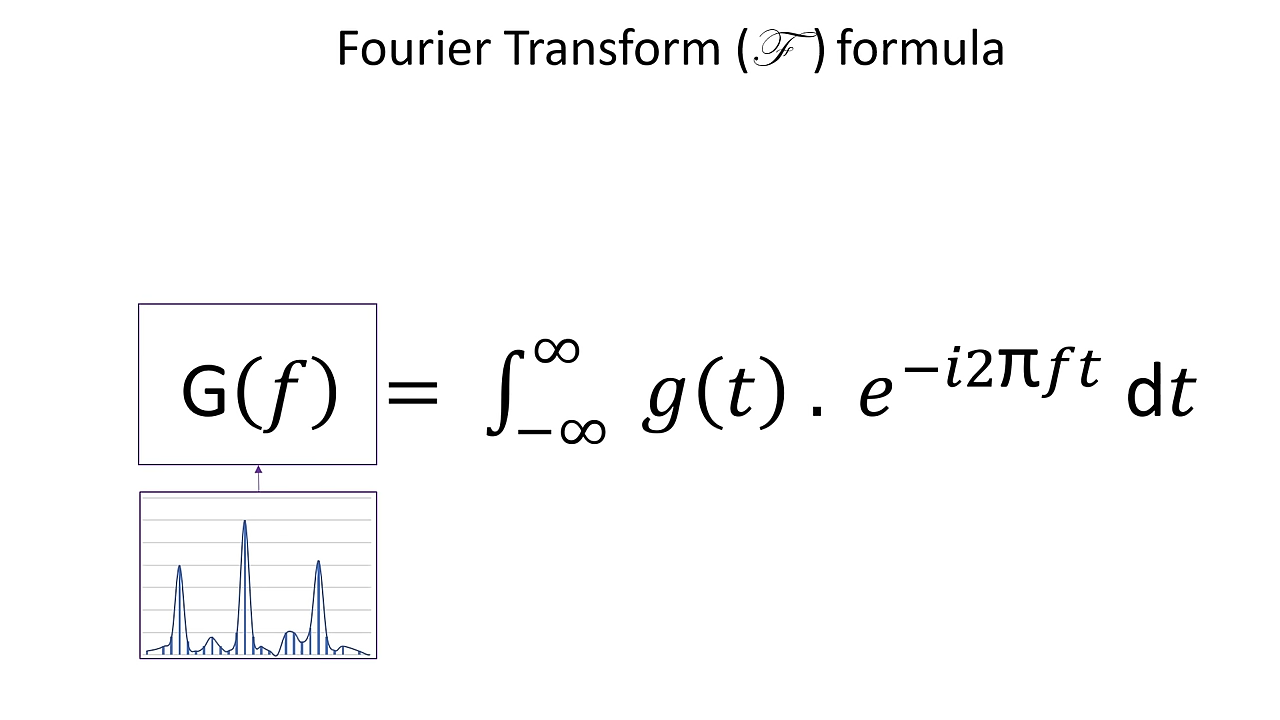 Fourier Transform (ℱ) formula
G(f) = ∫_{-∞}^{∞} g(t) . e^{-i2πft} dt